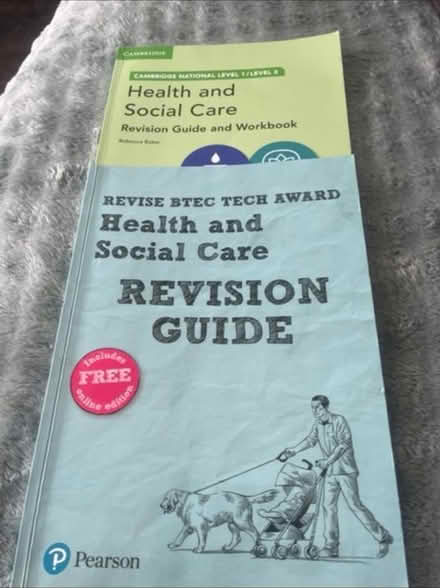 CAMBRIDGE
CAMBRIDGE NATIONAL LEVEL 1/LEVEL 2
Health and
Social Care
Revision Guide and Workbook
Rebecca Baker
REVISE BTEC TECH AWARD
Health and
Social Care
REVISION
GUIDE
Includes
FREE
online edition
Pearson